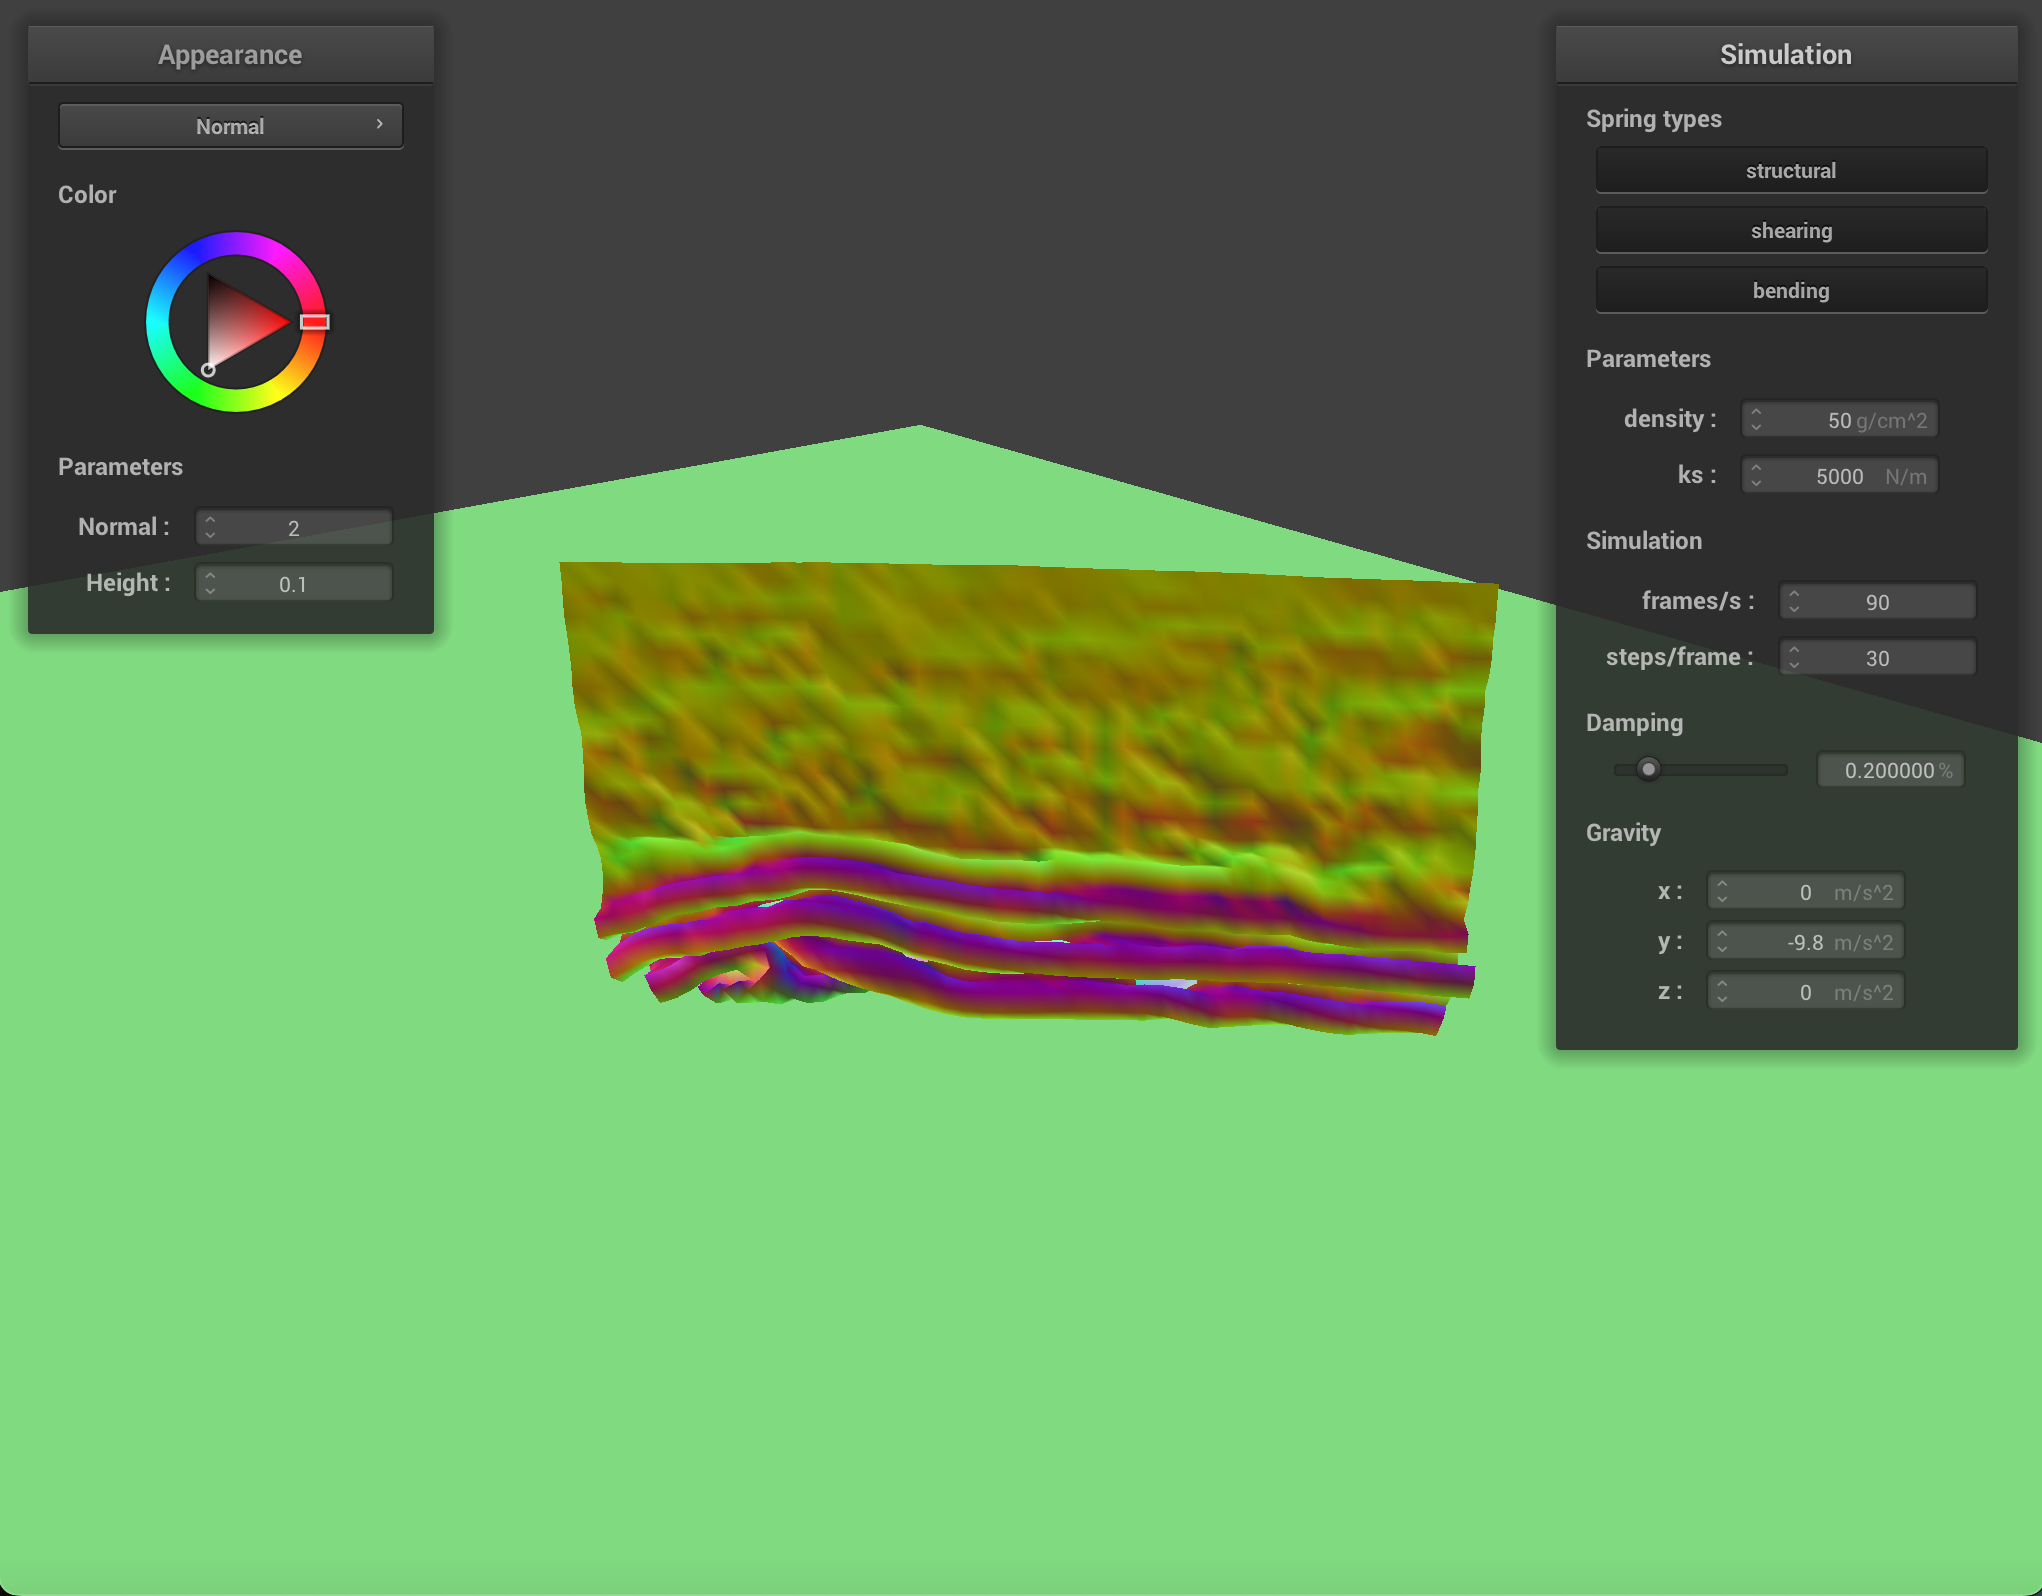 Appearance
Normal
Color
Parameters
Normal : 2
Height : 0.1
Simulation
Spring types
structural
shearing
bending
Parameters
density : 50 g/cm^2
ks : 5000 N/m
Simulation
frames/s : 90
steps/frame : 30
Damping
0.200000 %
Gravity
x : 0 m/s^2
y : -9.8 m/s^2
z : 0 m/s^2